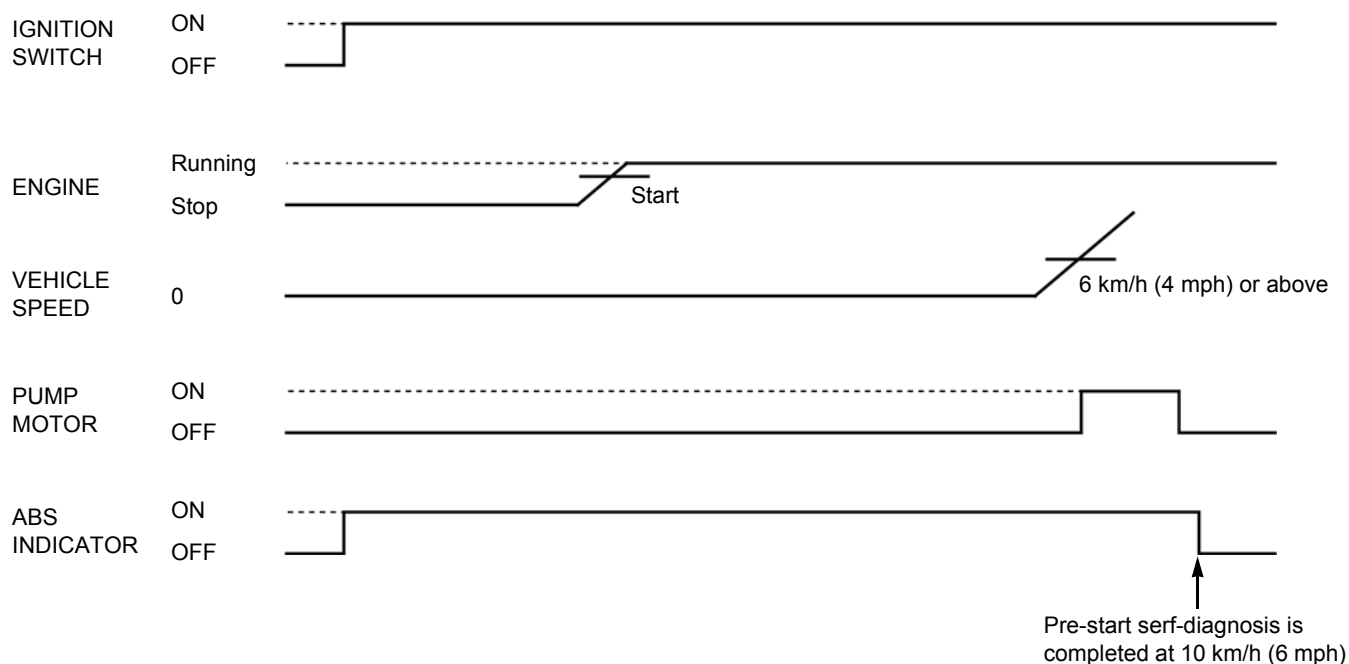 IGNITION
SWITCH
ON
OFF
ENGINE
Running
Stop
Start
VEHICLE
SPEED
0
6 km/h (4 mph) or above
PUMP
MOTOR
ON
OFF
ABS
INDICATOR
ON
OFF
Pre-start serf-diagnosis is
completed at 10 km/h (6 mph)